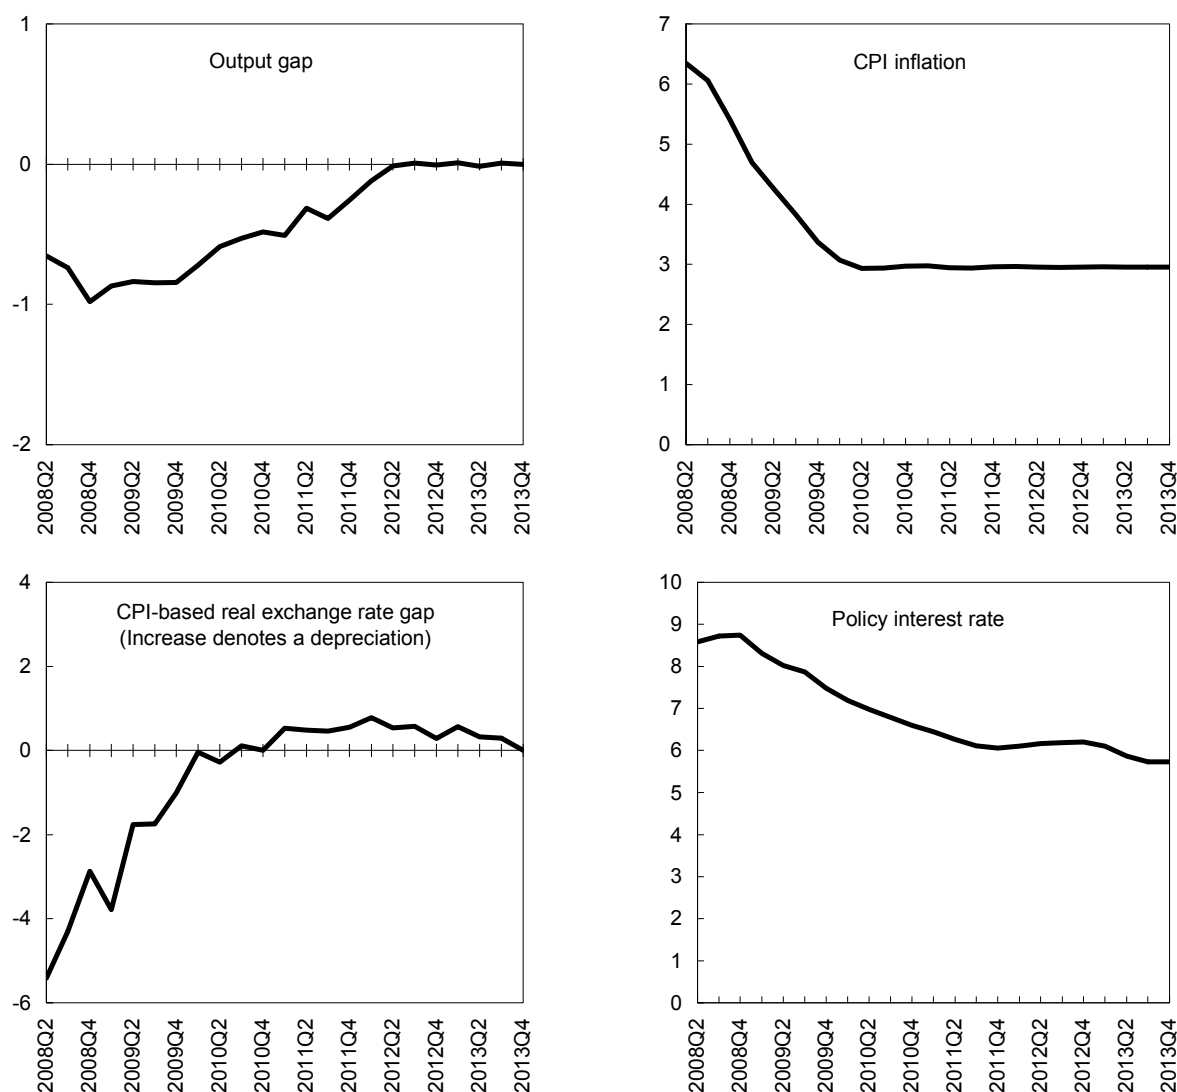 Output gap
1
0
-1
-2
2008Q2
2008Q4
2009Q2
2009Q4
2010Q2
2010Q4
2011Q2
2011Q4
2012Q2
2012Q4
2013Q2
2013Q4
CPI inflation
7
6
5
4
3
2
1
0
2008Q2
2008Q4
2009Q2
2009Q4
2010Q2
2010Q4
2011Q2
2011Q4
2012Q2
2012Q4
2013Q2
2013Q4
CPI-based real exchange rate gap
(Increase denotes a depreciation)
4
2
0
-2
-4
-6
2008Q2
2008Q4
2009Q2
2009Q4
2010Q2
2010Q4
2011Q2
2011Q4
2012Q2
2012Q4
2013Q2
2013Q4
Policy interest rate
10
9
8
7
6
5
4
3
2
1
0
2008Q2
2008Q4
2009Q2
2009Q4
2010Q2
2010Q4
2011Q2
2011Q4
2012Q2
2012Q4
2013Q2
2013Q4